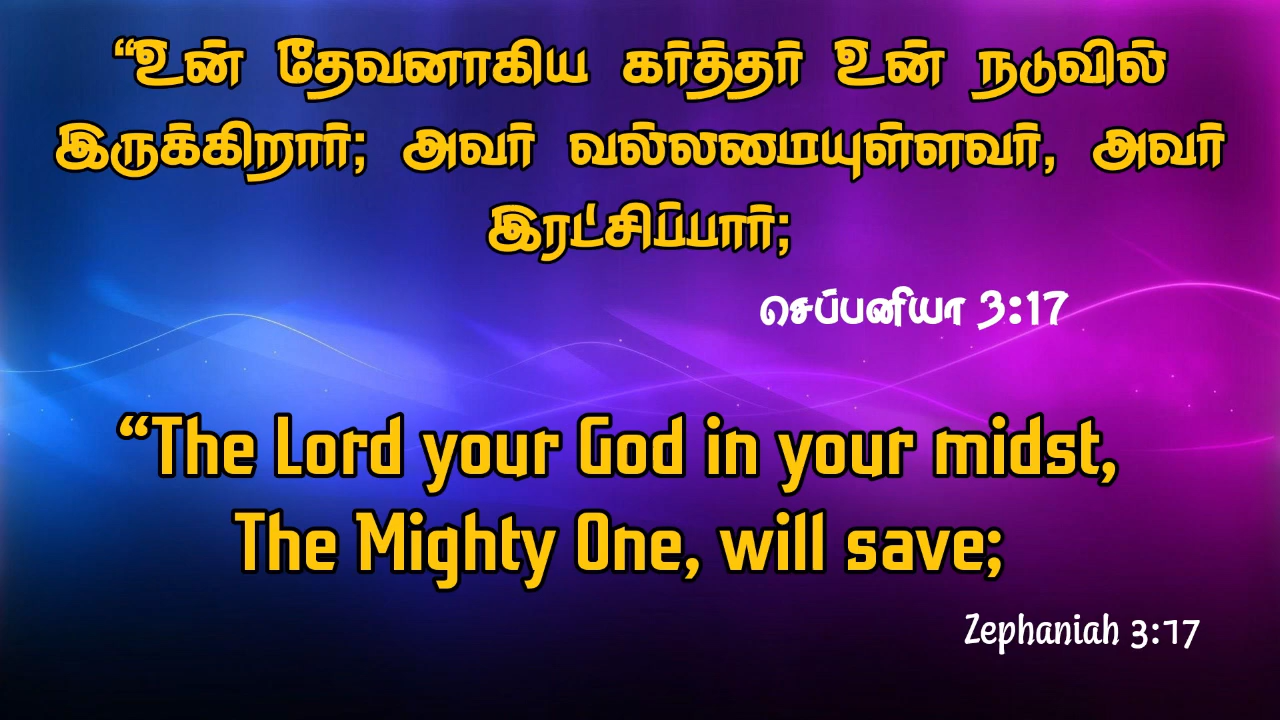 “உன் தேவனாகிய கர்த்தர் உன் நடுவில்
இருக்கிறார்; அவர் வல்லமையுள்ளவர், அவர்
இரட்சிப்பார்;
செப்பனியா 3:17
“The Lord your God in your midst,
The Mighty One, will save;
Zephaniah 3:17